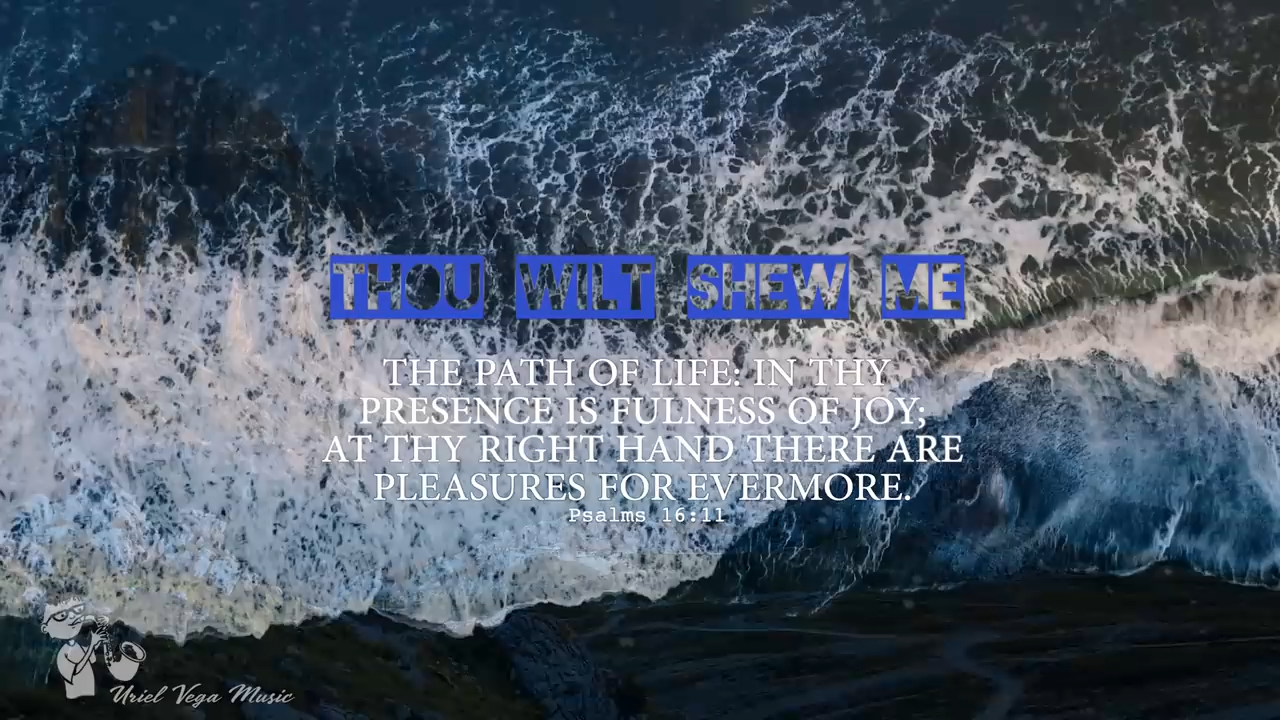 THOU WILT SHEW ME
THE PATH OF LIFE: IN THY
PRESENCE IS FULNESS OF JOY;
AT THY RIGHT HAND THERE ARE
PLEASURES FOR EVERMORE.
Psalms 16:11
Uriel Vega Music